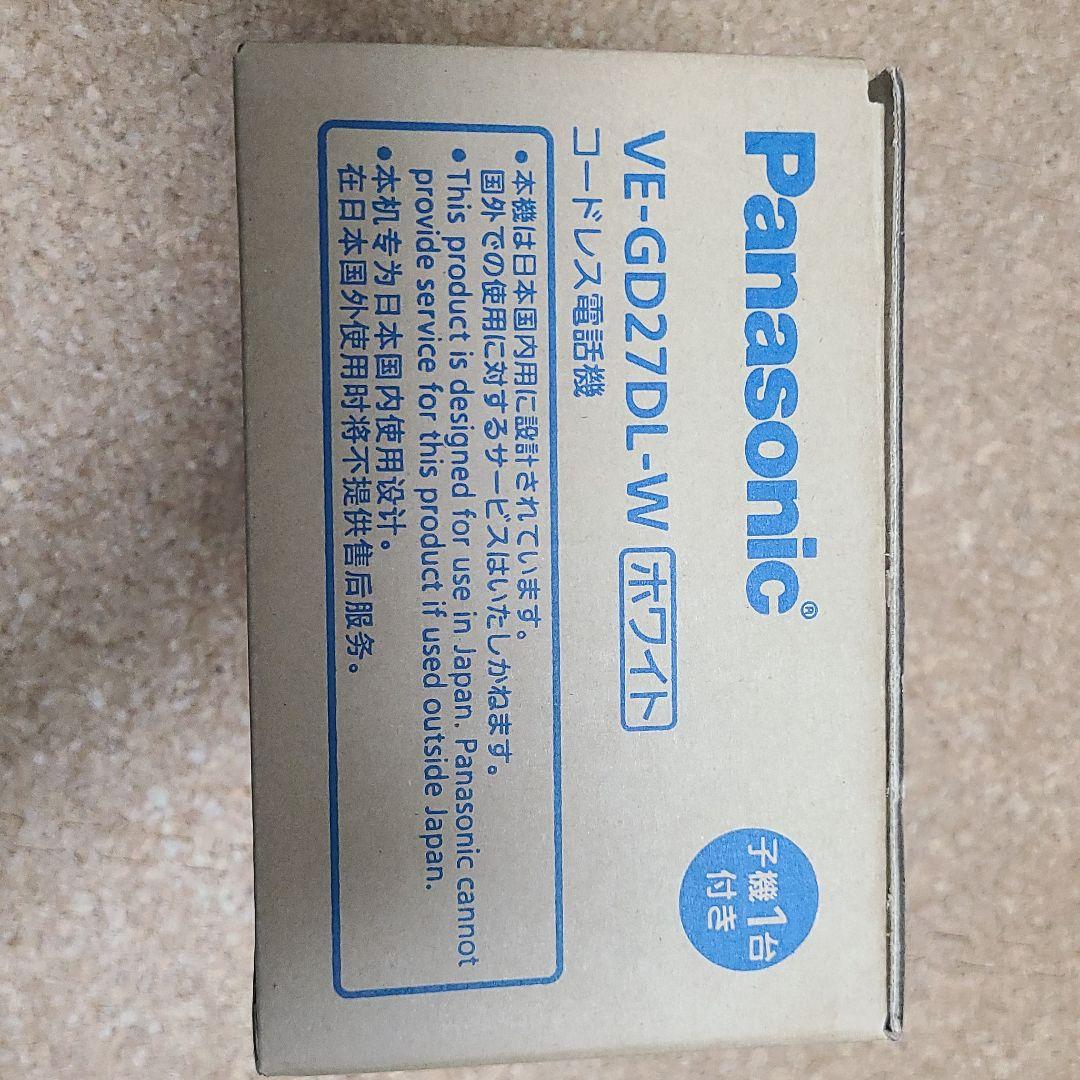 Panasonic®
VE-GD27DL-W ホワイト
コードレス電話機
子機1台
付き
•本機は日本国内用に設計されています。
国外での使用に対するサービスはいたしかねます。
•This product is designed for use in Japan. Panasonic cannot
provide service for this product if used outside Japan.
•本机专为日本国内使用设计。
在日本国外使用时将不提供售后服务。